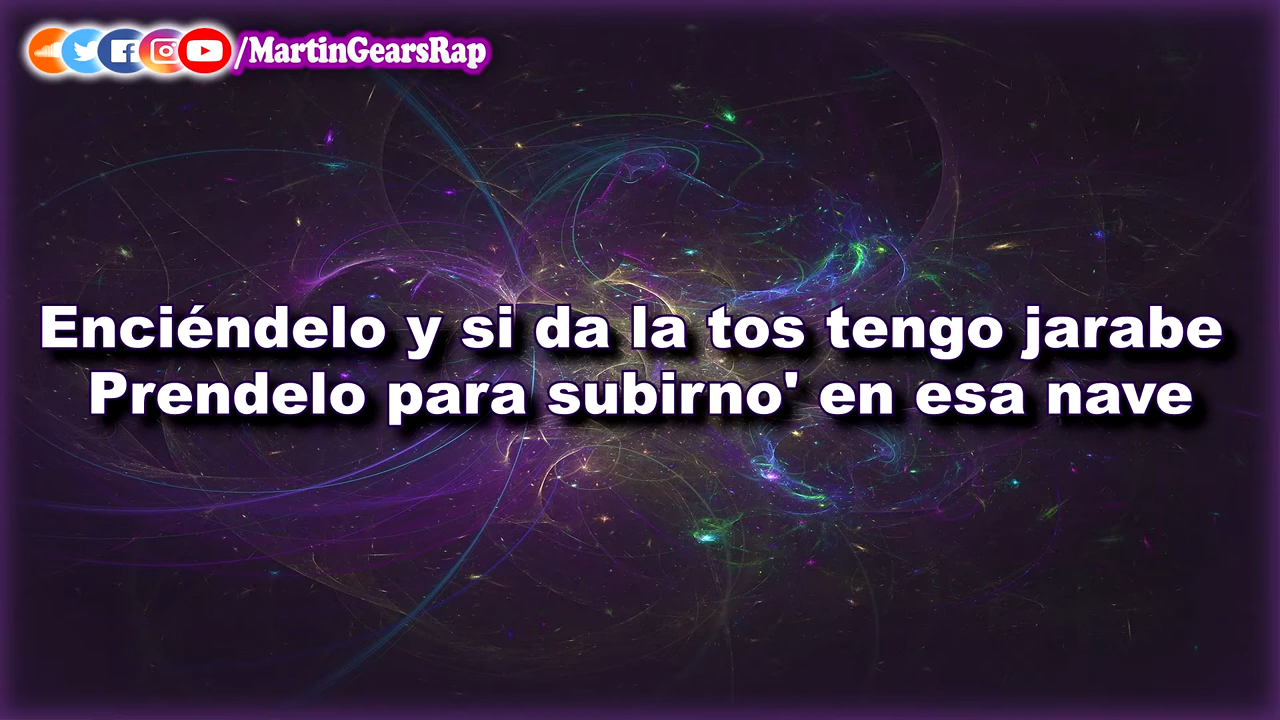 /MartinGearsRap
Enciéndelo y si da la tos tengo jarabe
Prendelo para subirno' en esa nave